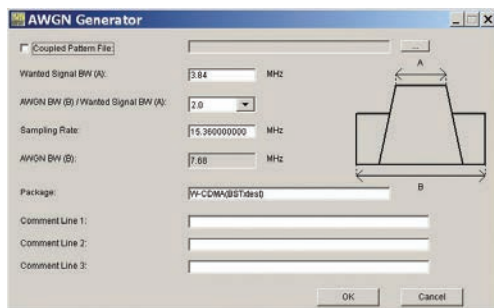 AWGN Generator
Coupled Pattern File:
...
Wanted Signal BW (A):
3.84
MHz
A
AWGN BW (B) / Wanted Signal BW (A):
2.0
Sampling Rate:
15.360000000
MHz
AWGN BW (B):
7.68
MHz
B
Package:
W-CDMA(BSTxtest)
Comment Line 1:
Comment Line 2:
Comment Line 3:
OK
Cancel